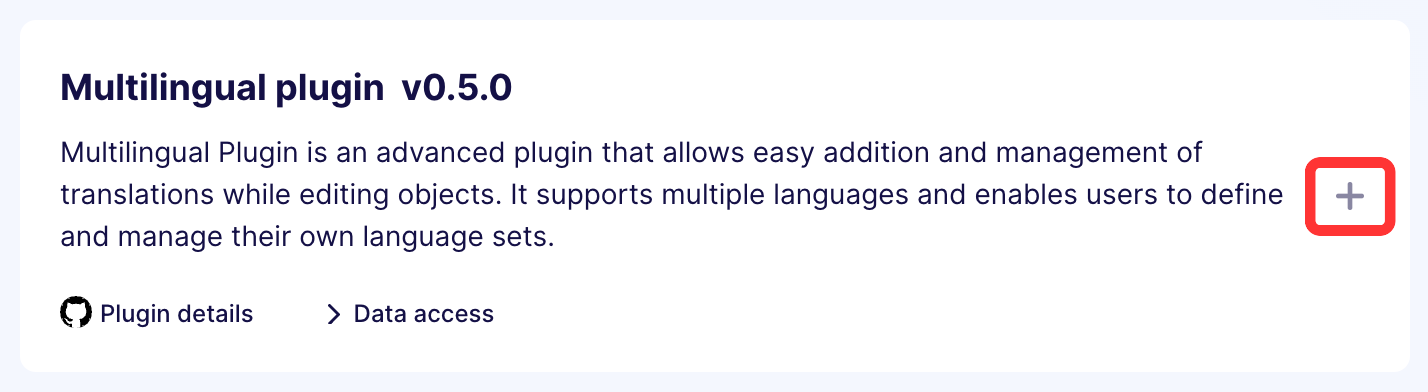 Multilingual plugin v0.5.0
Multilingual Plugin is an advanced plugin that allows easy addition and management of
translations while editing objects. It supports multiple languages and enables users to define
and manage their own language sets.
Plugin details
Data access